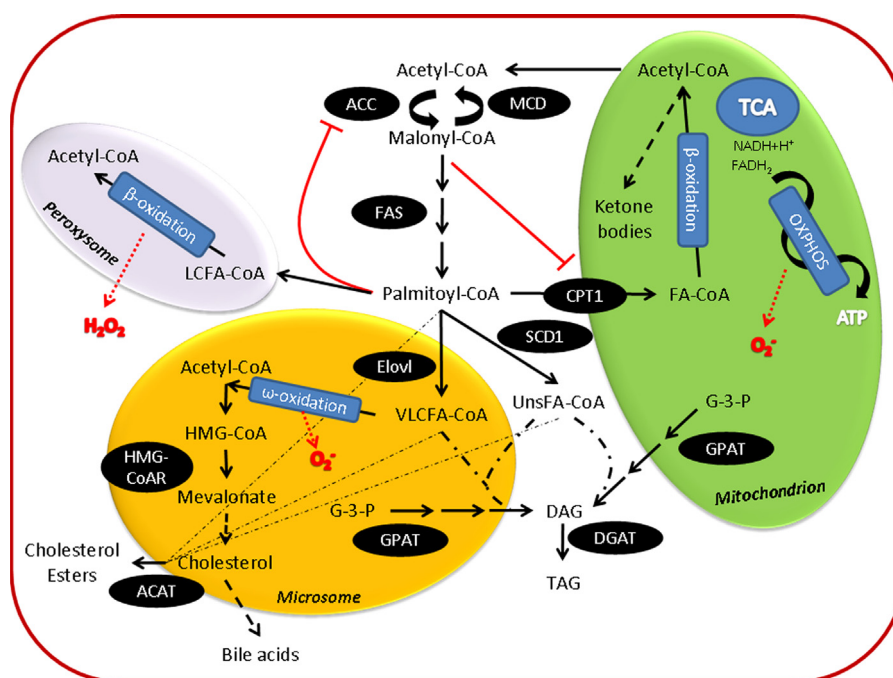 Acetyl-CoA
Acetyl-CoA
ACC
MCD
TCA
Malonyl-CoA
NADH+H⁺
FADH₂
Acetyl-CoA
β-oxidation
Peroxysome
LCFA-CoA
H₂O₂
FAS
β-oxidation
Ketone
bodies
OXPHOS
Palmitoyl-CoA
CPT1
FA-CoA
ATP
SCD1
O₂⁻
Acetyl-CoA
Elovl
ω-oxidation
VLCFA-CoA
UnsFA-CoA
G-3-P
HMG-CoA
O₂⁻
GPAT
HMG-
CoAR
Mevalonate
Mitochondrion
G-3-P
DAG
GPAT
DGAT
Cholesterol
Esters
Cholesterol
ACAT
Microsome
TAG
Bile acids